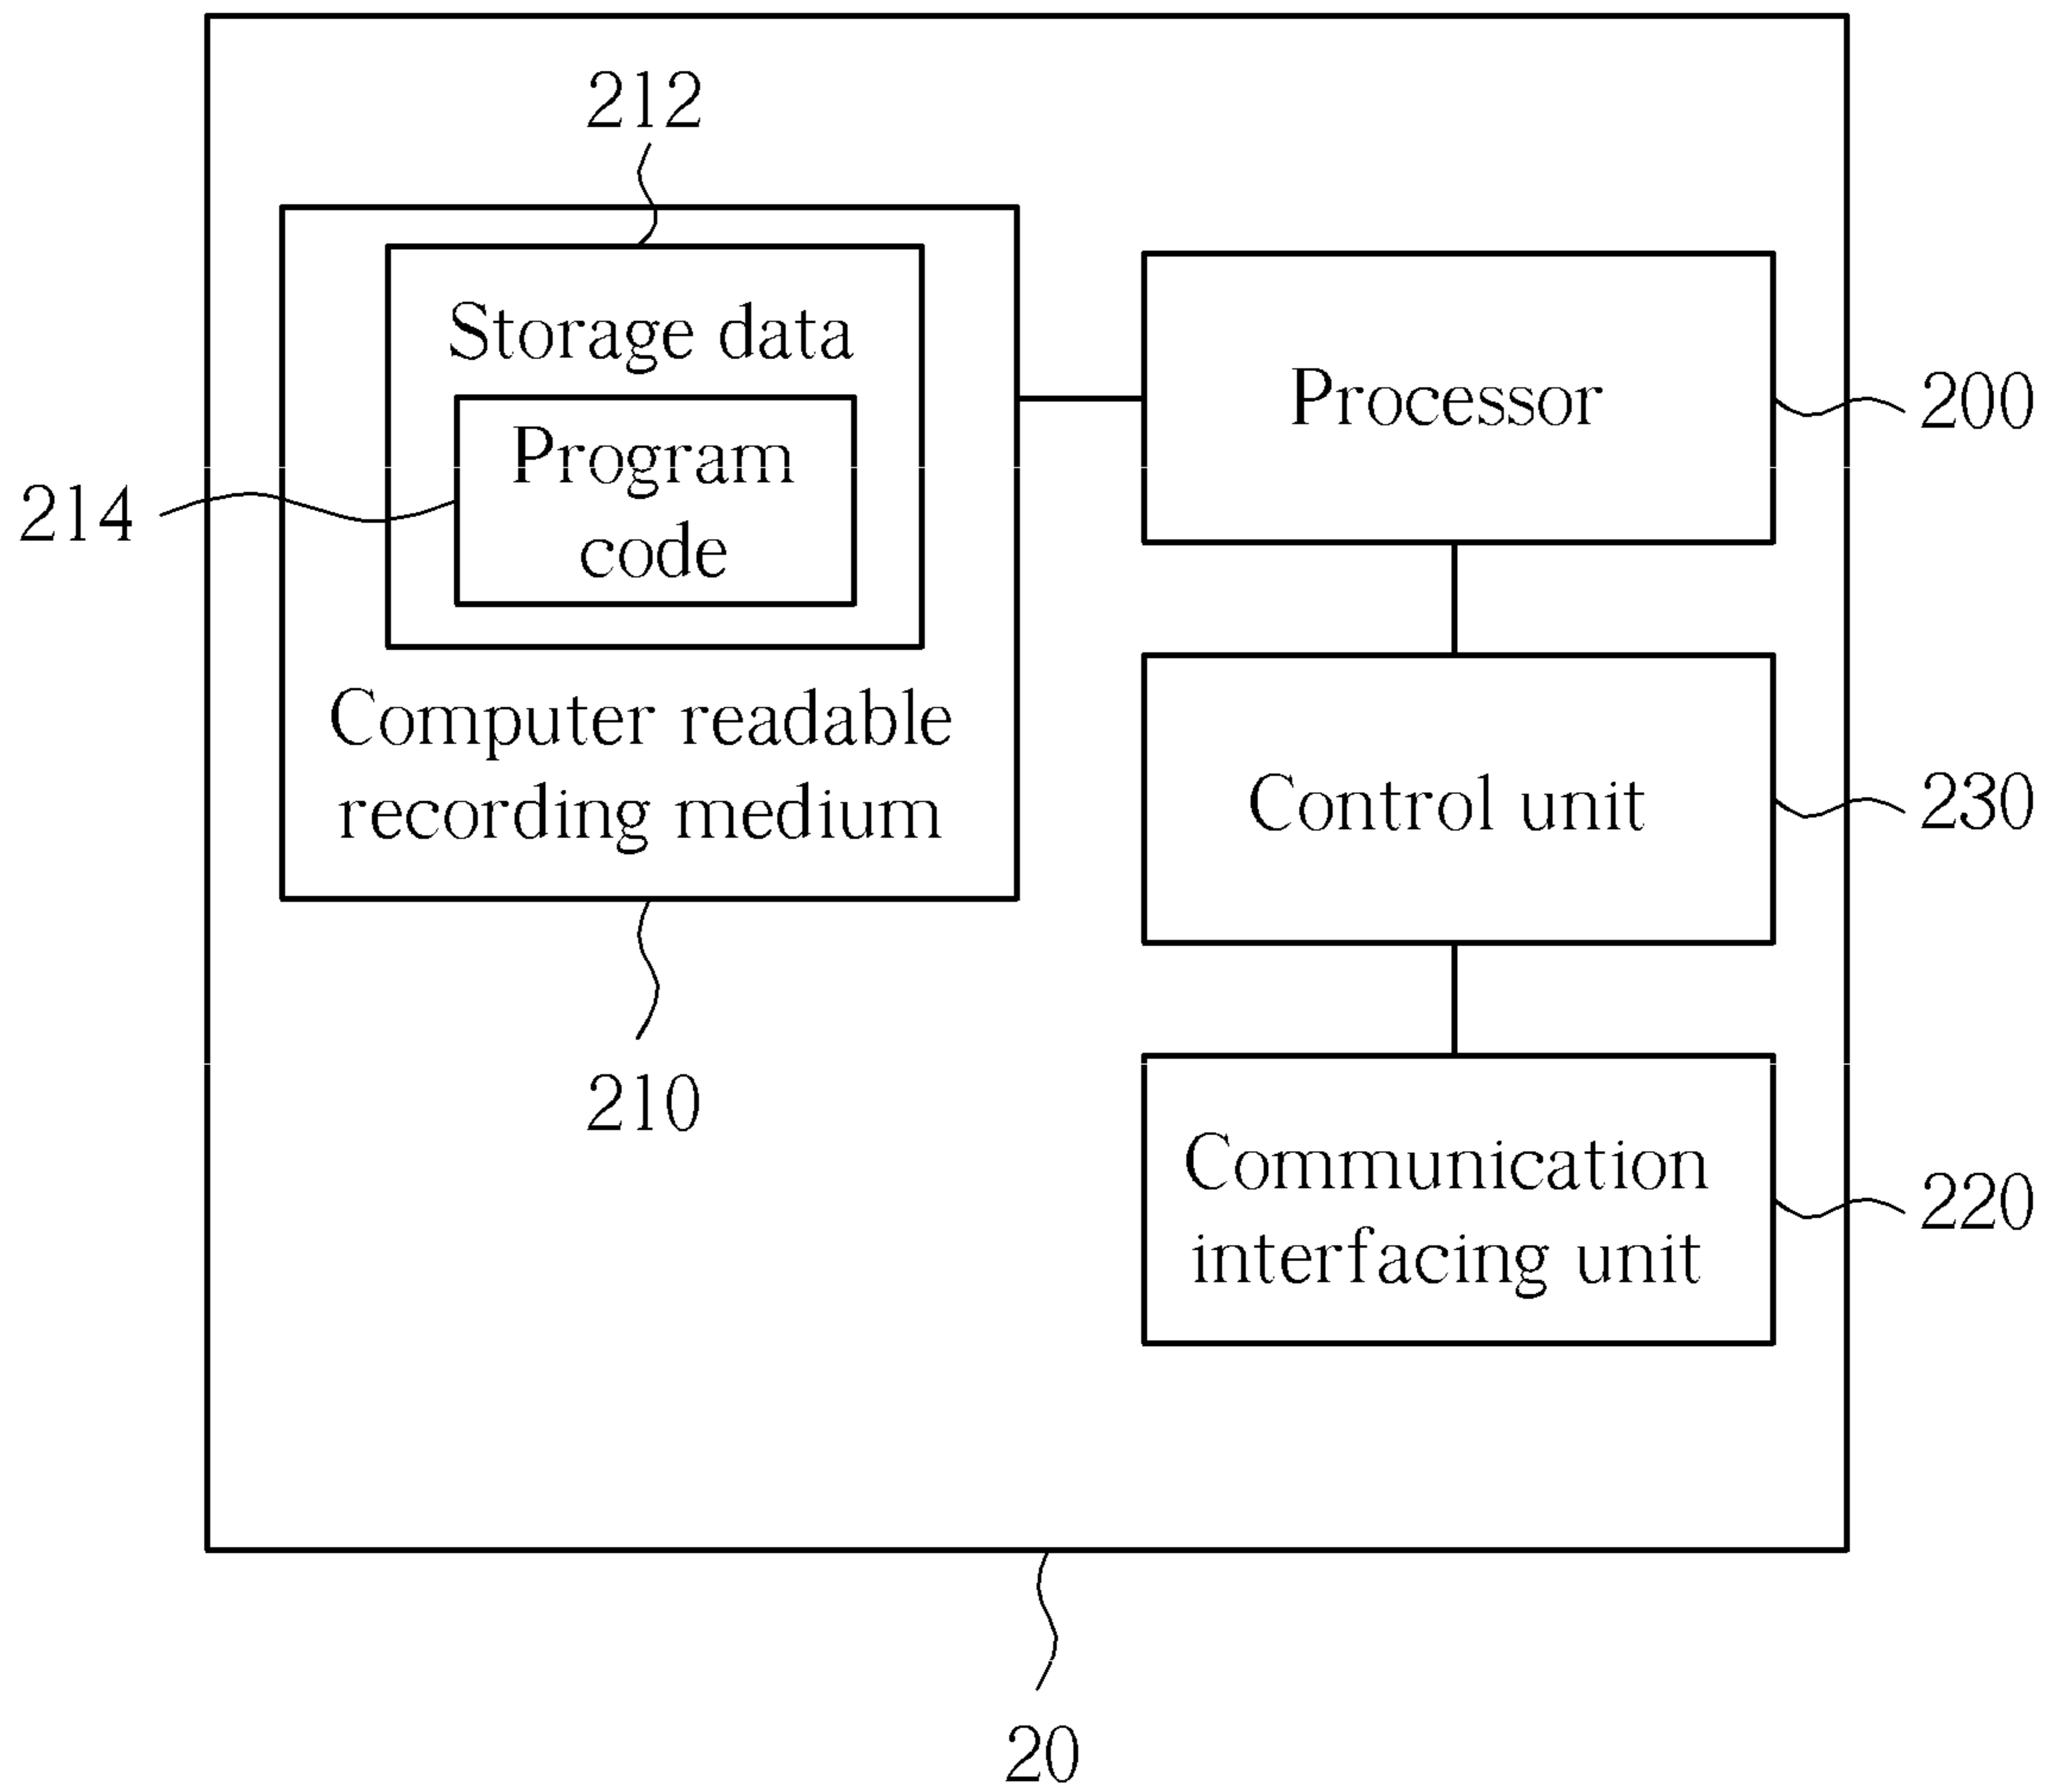 212
Storage data
Program
code
214
Computer readable
recording medium
210
Processor
200
Control unit
230
Communication
interfacing unit
220
20